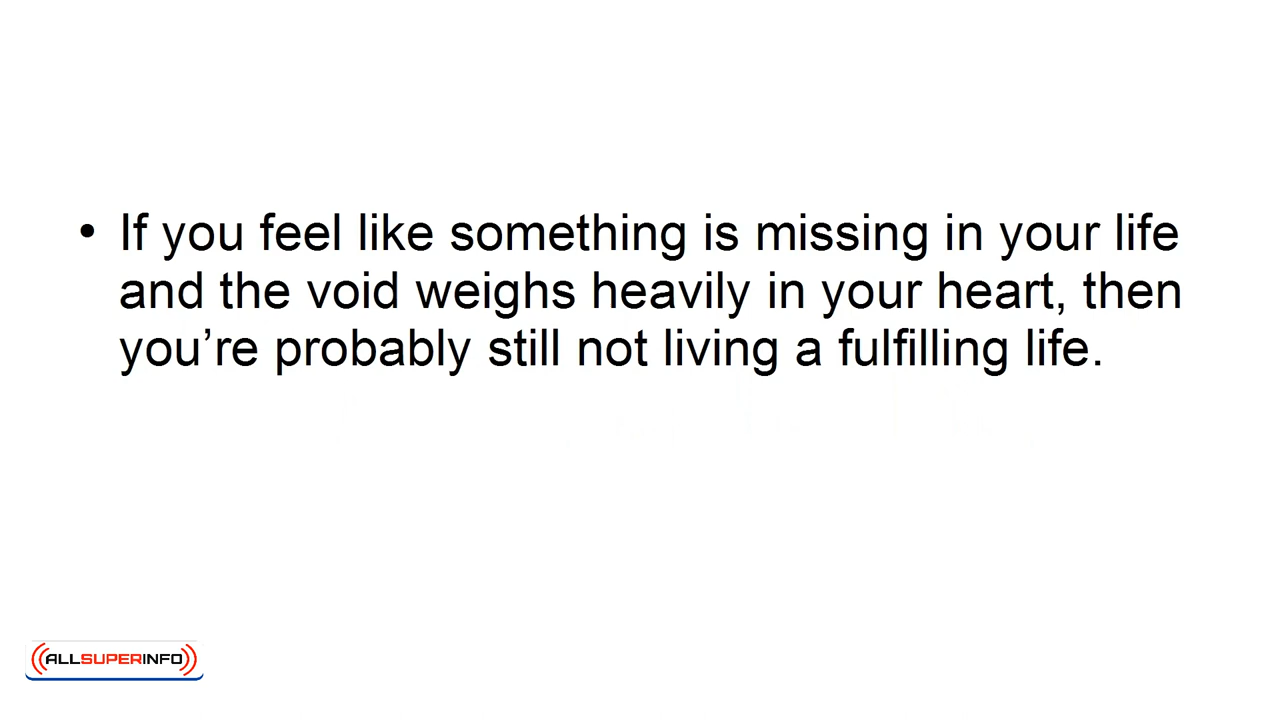 • If you feel like something is missing in your life
and the void weighs heavily in your heart, then
you’re probably still not living a fulfilling life.
ALLSUPERINFO